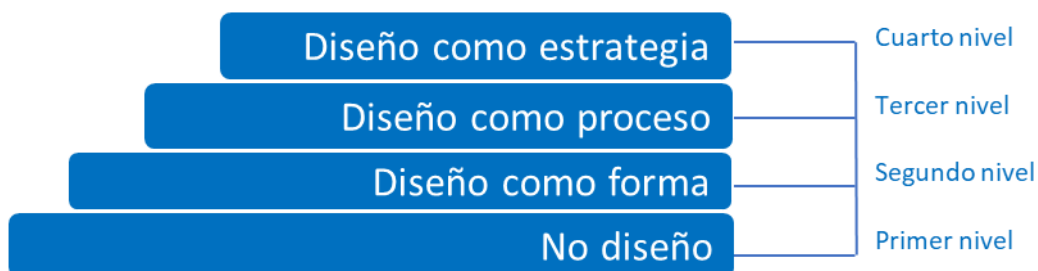 Diseño como estrategia
Cuarto nivel
Diseño como proceso
Tercer nivel
Diseño como forma
Segundo nivel
No diseño
Primer nivel